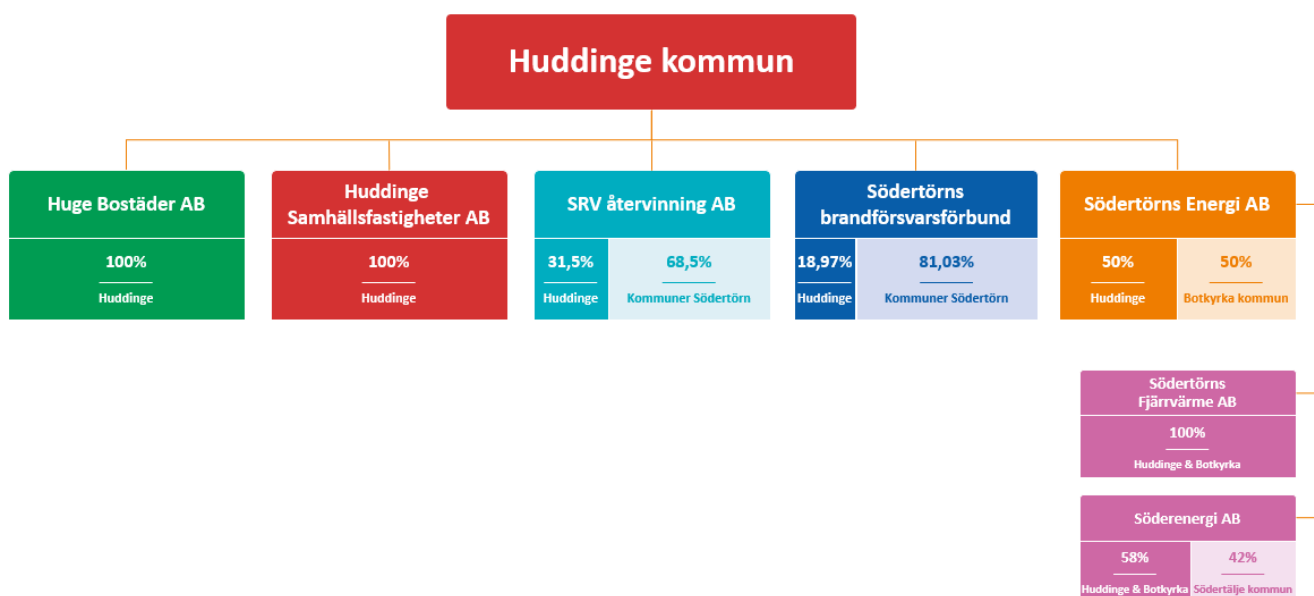 Huddinge kommun
Huge Bostäder AB
100%
Huddinge
Huddinge
Samhällsfastigheter AB
100%
Huddinge
SRV återvinning AB
31,5%
Huddinge
68,5%
Kommuner Södertörn
Södertörns
brandförsvarsförbund
18,97%
Huddinge
81,03%
Kommuner Södertörn
Södertörns Energi AB
50%
Huddinge
50%
Botkyrka kommun
Södertörns
Fjärrvärme AB
100%
Huddinge & Botkyrka
Söderenergi AB
58%
Huddinge & Botkyrka
42%
Södertälje kommun